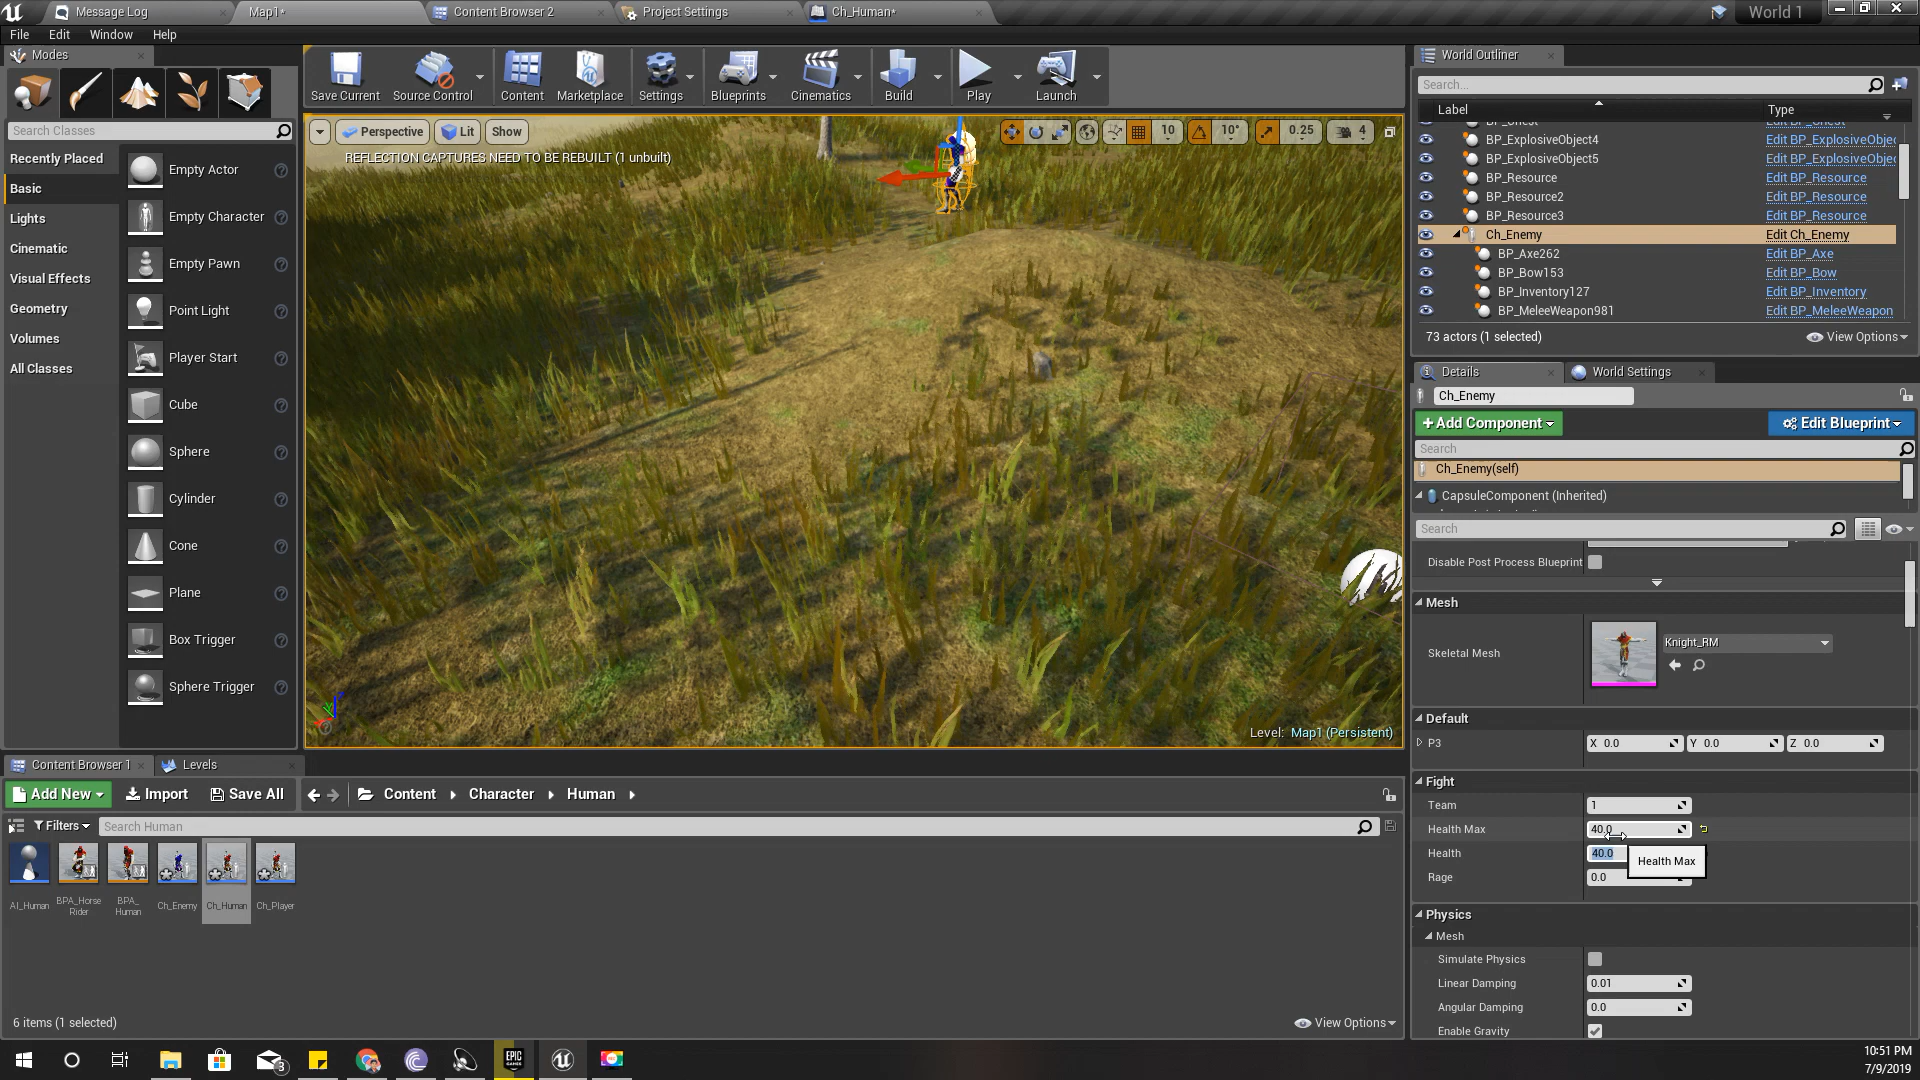 Message Log
Map1*
Content Browser 2
Project Settings
Ch_Human*
World 1
File Edit Window Help
Modes
Search Classes
Recently Placed
Basic
Lights
Cinematic
Visual Effects
Geometry
Volumes
All Classes
Empty Actor
Empty Character
Empty Pawn
Point Light
Player Start
Cube
Sphere
Cylinder
Cone
Plane
Box Trigger
Sphere Trigger
Save Current
Source Control
Content
Marketplace
Settings
Blueprints
Cinematics
Build
Play
Launch
Perspective
Lit
Show
10
10°
0.25
4
REFLECTION CAPTURES NEED TO BE REBUILT (1 unbuilt)
Level: Map1 (Persistent)
World Outliner
Search...
Label Type
BP_Chest Edit BP_Chest
BP_ExplosiveObject4 Edit BP_ExplosiveObjec
BP_ExplosiveObject5 Edit BP_ExplosiveObjec
BP_Resource Edit BP_Resource
BP_Resource2 Edit BP_Resource
BP_Resource3 Edit BP_Resource
Ch_Enemy Edit Ch_Enemy
BP_Axe262 Edit BP_Axe
BP_Bow153 Edit BP_Bow
BP_Inventory127 Edit BP_Inventory
BP_MeleeWeapon981 Edit BP_MeleeWeapon
73 actors (1 selected)
View Options
Details
World Settings
Ch_Enemy
+Add Component
Edit Blueprint
Search
Ch_Enemy(self)
CapsuleComponent (Inherited)
Search
Disable Post Process Blueprint
Mesh
Skeletal Mesh
Knight_RM
Default
P3 X 0.0 Y 0.0 Z 0.0
Fight
Team 1
Health Max 40.0
Health 40.0
Health Max
Rage 0.0
Physics
Mesh
Simulate Physics
Linear Damping 0.01
Angular Damping 0.0
Enable Gravity
Content Browser 1
Levels
Add New
Import
Save All
Content
Character
Human
Filters
Search Human
AI_Human
BPA_Horse
Rider
BPA_
Human
Ch_Enemy
Ch_Human
Ch_Player
6 items (1 selected)
View Options
3
EPIC
GAMES
10:51 PM
7/9/2019